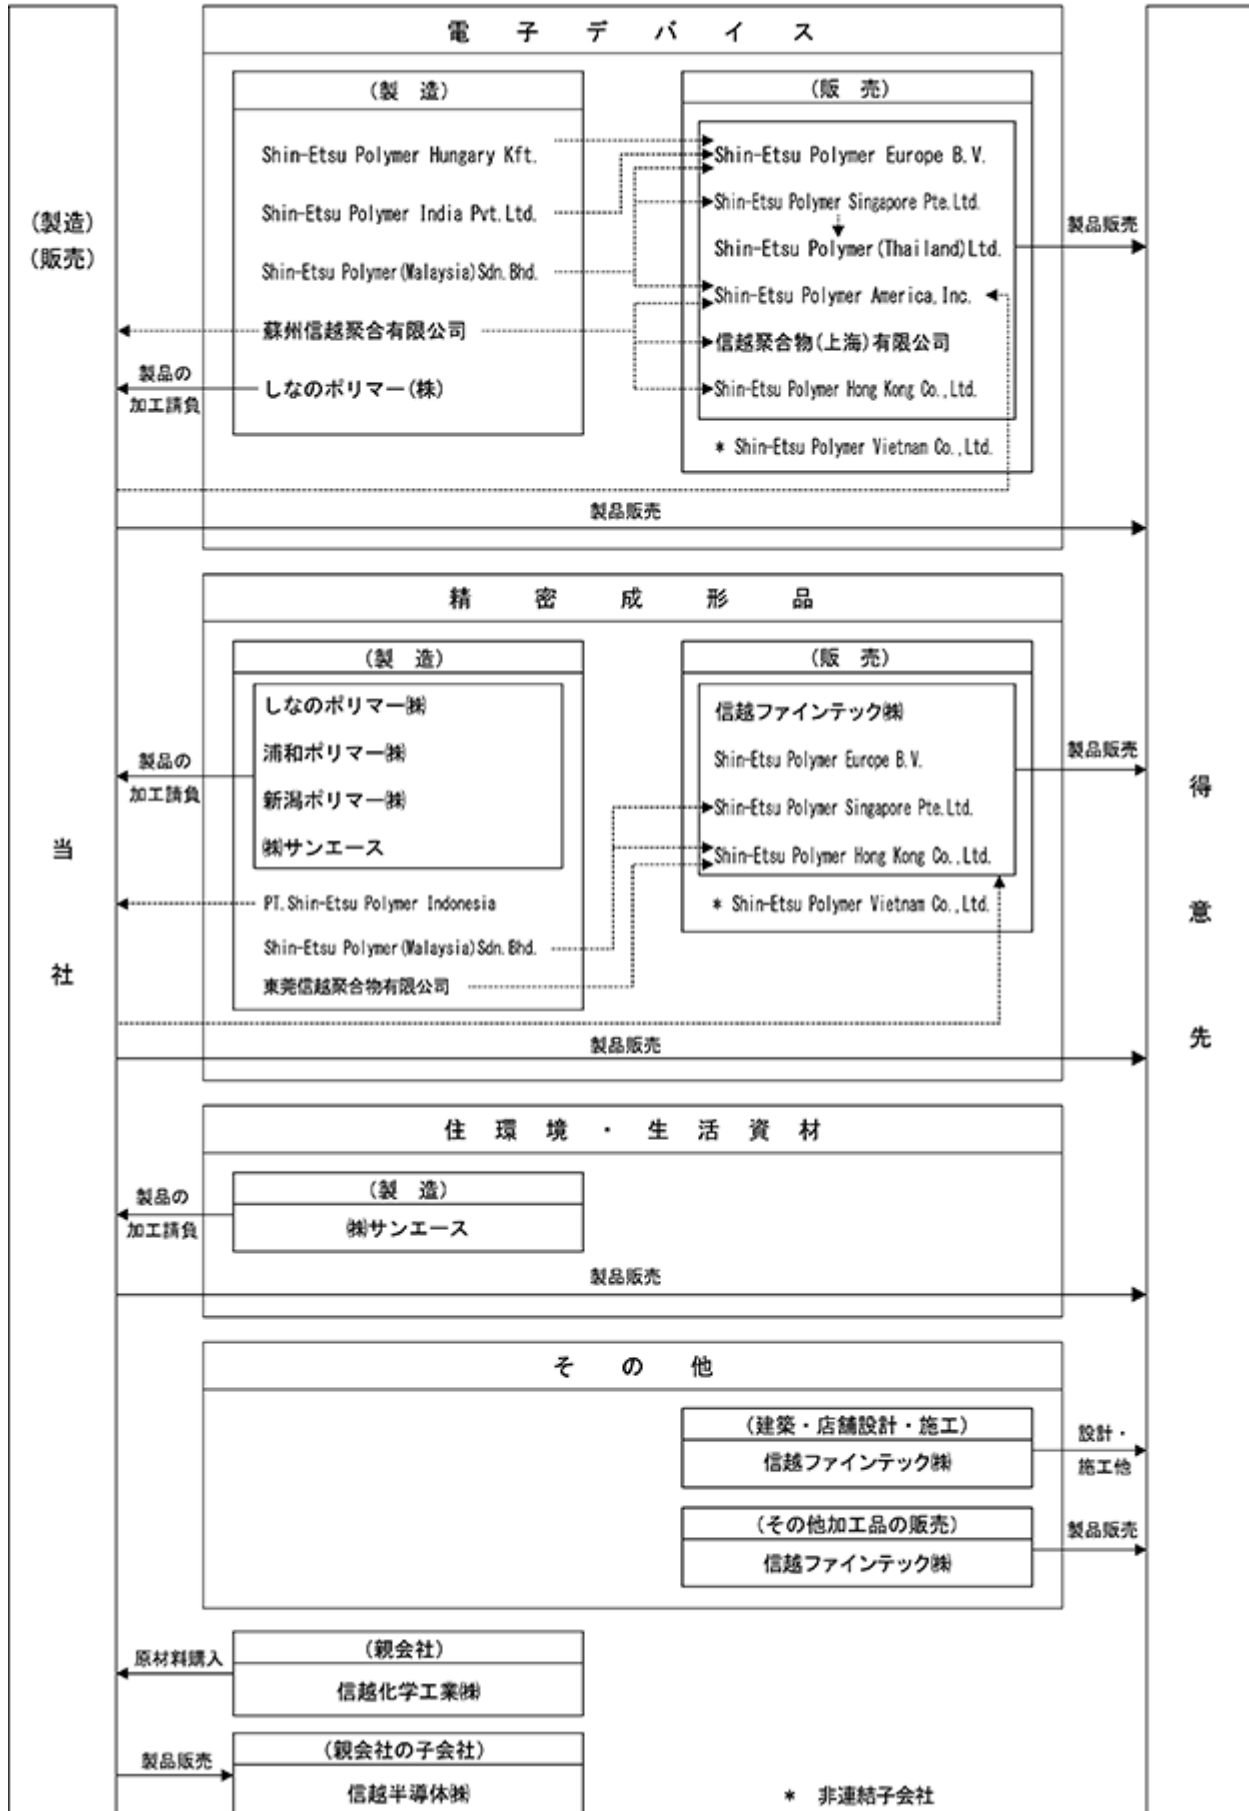 電子デバイス
(製造)
(販売)
(製 造)
Shin-Etsu Polymer Hungary Kft.
Shin-Etsu Polymer India Pvt.Ltd.
Shin-Etsu Polymer(Malaysia)Sdn.Bhd.
蘇州信越聚合有限公司
しなのポリマー(株)
製品の
加工請負
(販 売)
Shin-Etsu Polymer Europe B.V.
Shin-Etsu Polymer Singapore Pte.Ltd.
Shin-Etsu Polymer(Thailand)Ltd.
Shin-Etsu Polymer America,Inc.
信越聚合物(上海)有限公司
Shin-Etsu Polymer Hong Kong Co.,Ltd.
* Shin-Etsu Polymer Vietnam Co.,Ltd.
製品販売
製品販売
精密成形品
(製 造)
しなのポリマー㈱
浦和ポリマー㈱
新潟ポリマー㈱
㈱サンエース
PT.Shin-Etsu Polymer Indonesia
Shin-Etsu Polymer(Malaysia)Sdn.Bhd.
東莞信越聚合物有限公司
製品の
加工請負
(販 売)
信越ファインテック㈱
Shin-Etsu Polymer Europe B.V.
Shin-Etsu Polymer Singapore Pte.Ltd.
Shin-Etsu Polymer Hong Kong Co.,Ltd.
* Shin-Etsu Polymer Vietnam Co.,Ltd.
製品販売
製品販売
当社
得意先
住環境・生活資材
(製 造)
㈱サンエース
製品の
加工請負
製品販売
その他
(建築・店舗設計・施工)
信越ファインテック㈱
設計・
施工他
(その他加工品の販売)
信越ファインテック㈱
製品販売
原材料購入
(親会社)
信越化学工業㈱
製品販売
(親会社の子会社)
信越半導体㈱
* 非連結子会社